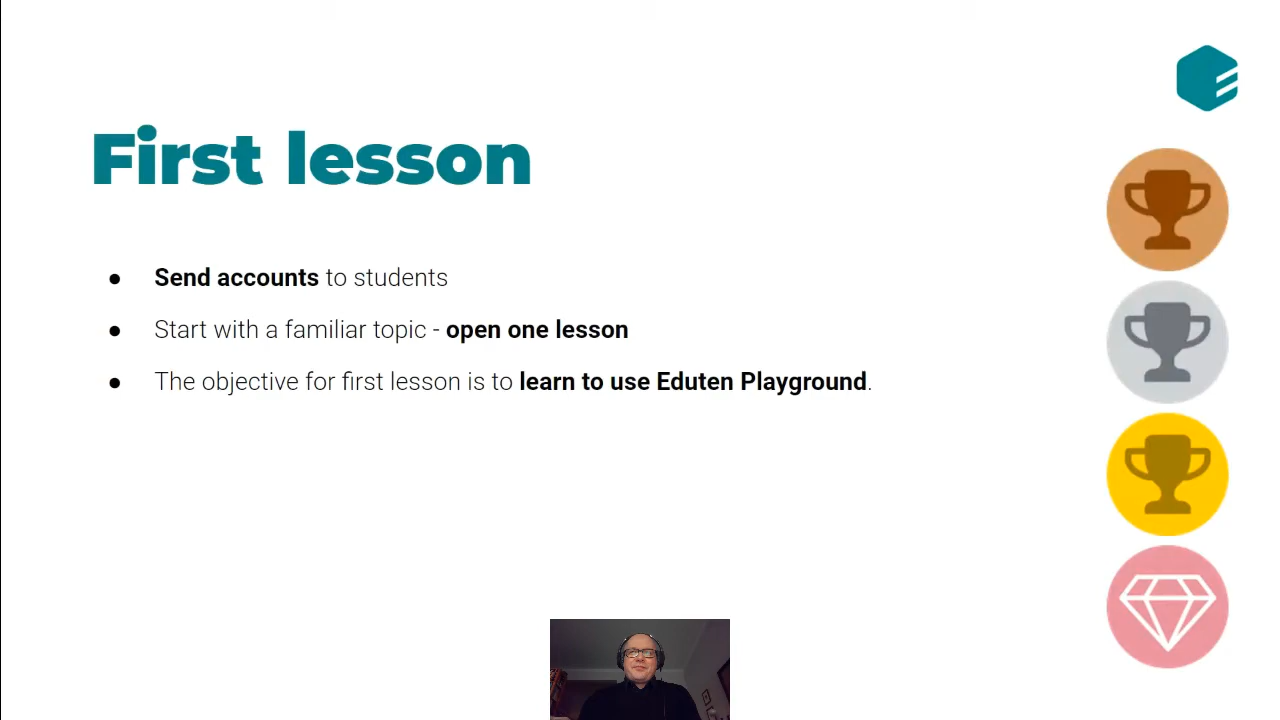 First lesson
● Send accounts to students
● Start with a familiar topic - open one lesson
● The objective for first lesson is to learn to use Eduten Playground.